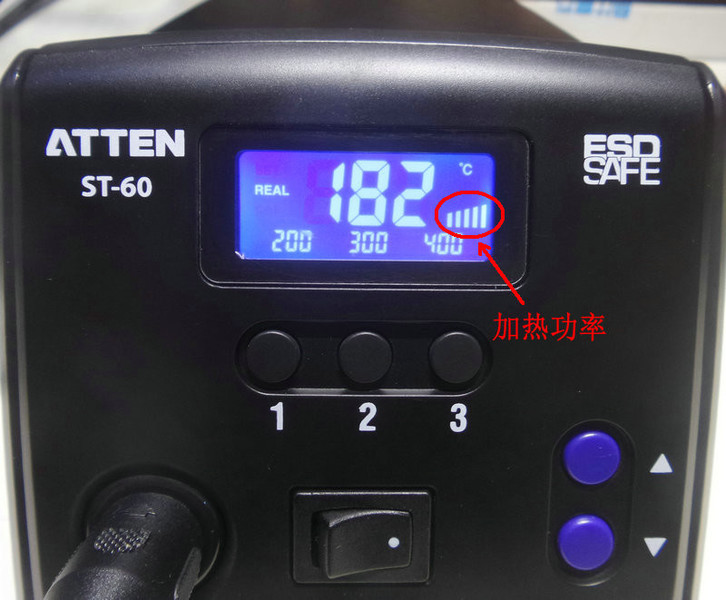 ATTEN
ST-60
ESD
SAFE
REAL
182
°C
200 300 400
加热功率
1 2 3